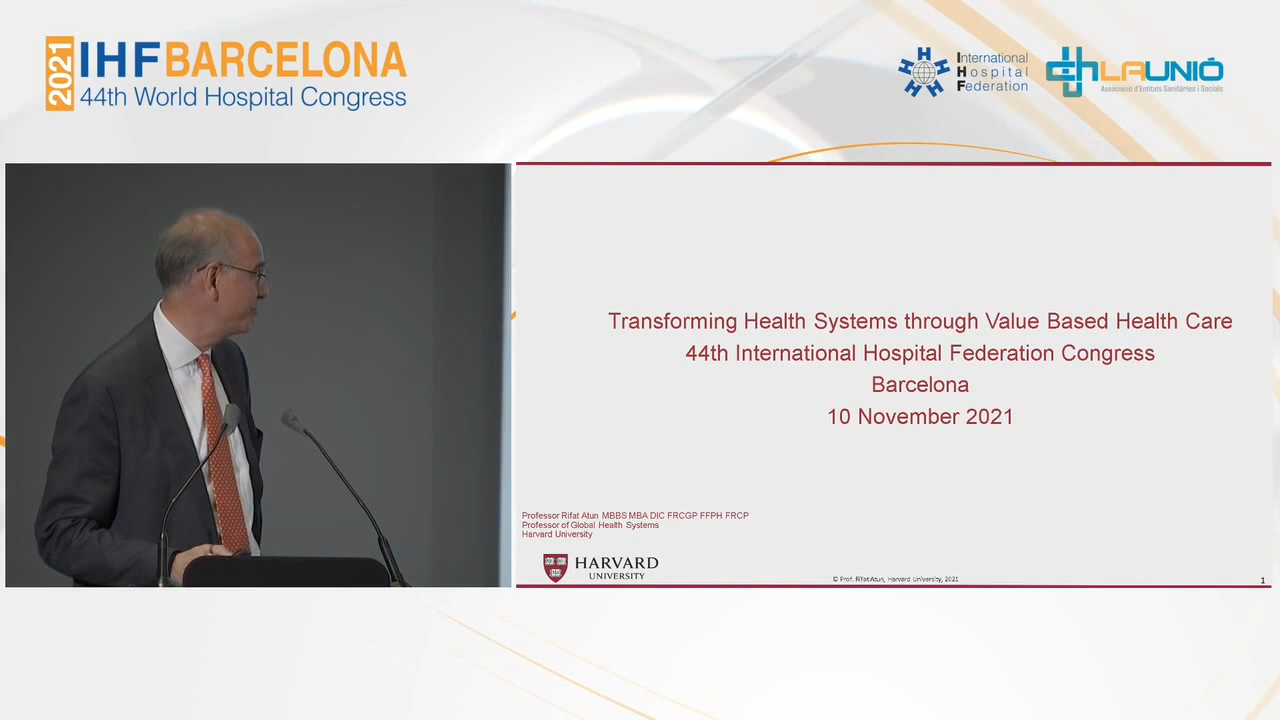 2021
IHF BARCELONA
44th World Hospital Congress
International
Hospital
Federation
LAUNIÓ
Associació d'Entitats Sanitàries i Socials
Transforming Health Systems through Value Based Health Care
44th International Hospital Federation Congress
Barcelona
10 November 2021
Professor Rifat Atun MBBS MBA DIC FRCGP FFPH FRCP
Professor of Global Health Systems
Harvard University
HARVARD
UNIVERSITY
© Prof. Rifat Atun, Harvard University, 2021
1